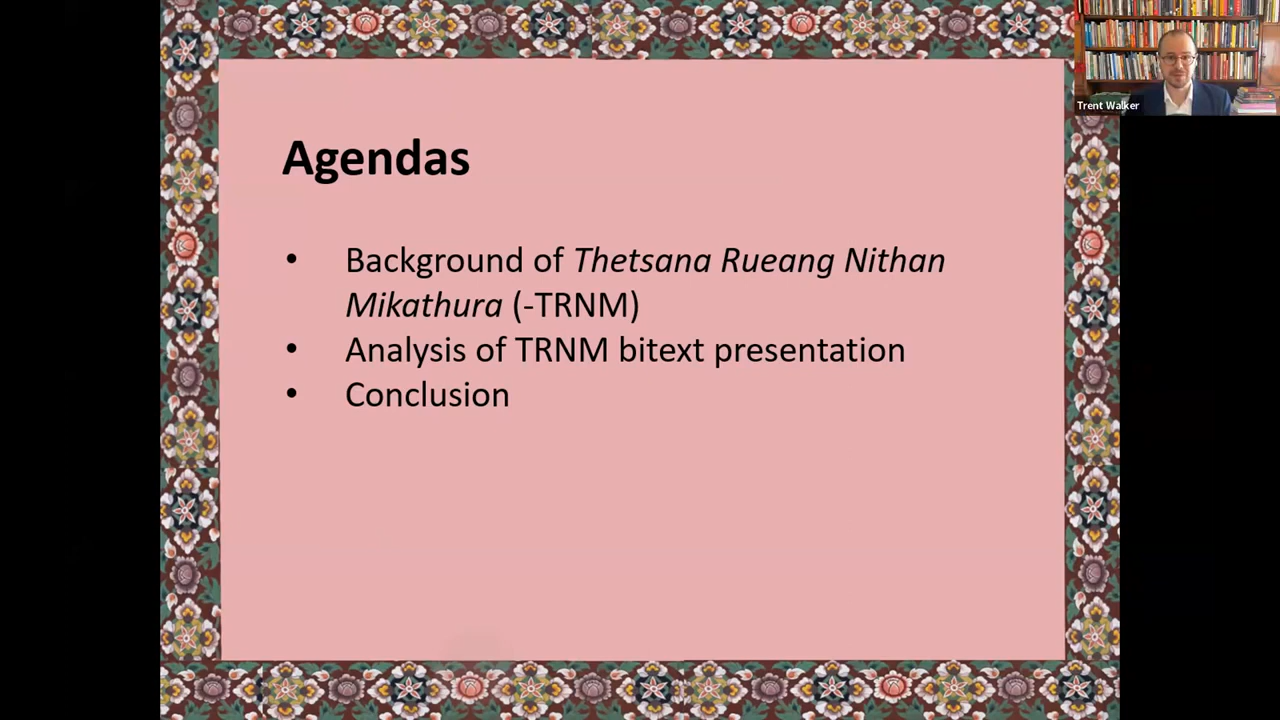 Trent Walker
Agendas
• Background of Thetsana Rueang Nithan
Mikathura (-TRNM)
• Analysis of TRNM bitext presentation
• Conclusion